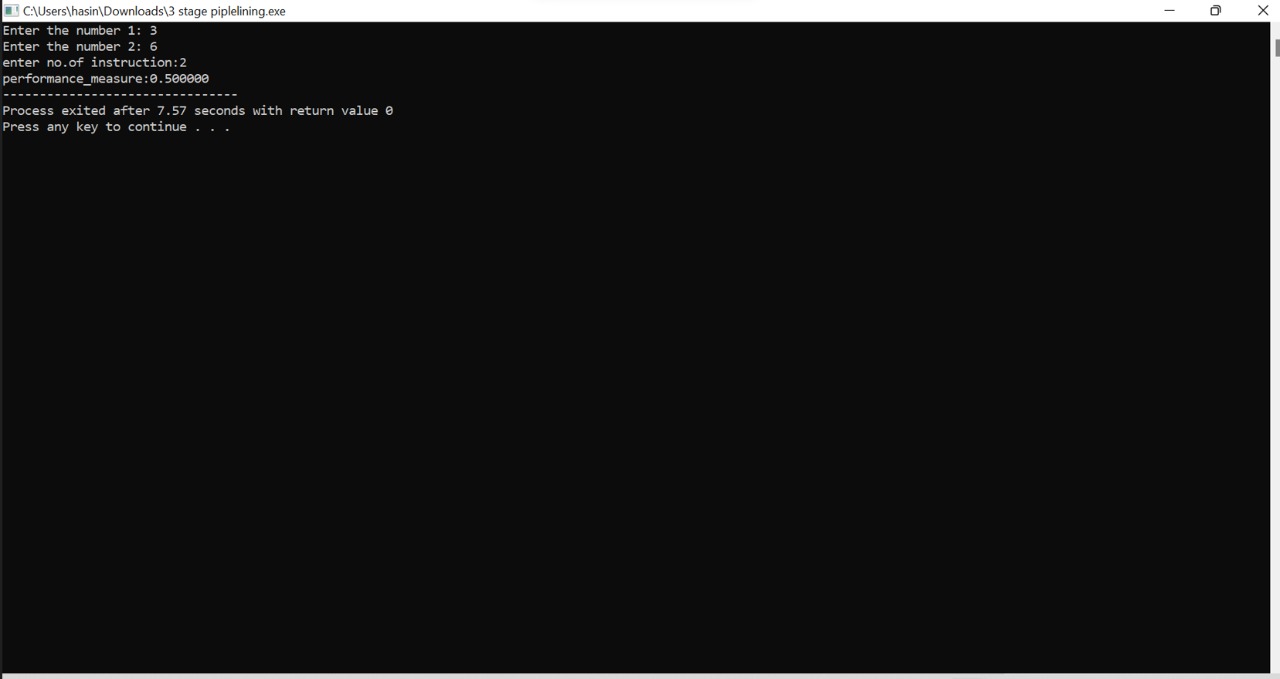 C:\Users\hasin\Downloads\3 stage piplelining.exe
Enter the number 1: 3
Enter the number 2: 6
enter no.of instruction:2
performance_measure:0.500000
--------------------------------
Process exited after 7.57 seconds with return value 0
Press any key to continue . . .